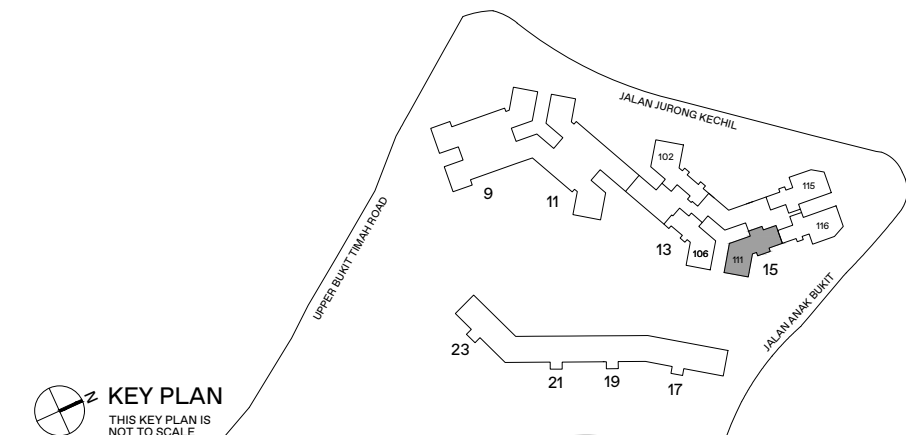 JALAN JURONG KECHIL
102
115
116
9
11
13
106
111
15
UPPER BUKIT TIMAH ROAD
JALAN ANAK BUKIT
23
21
19
17
N
KEY PLAN
THIS KEY PLAN IS
NOT TO SCALE